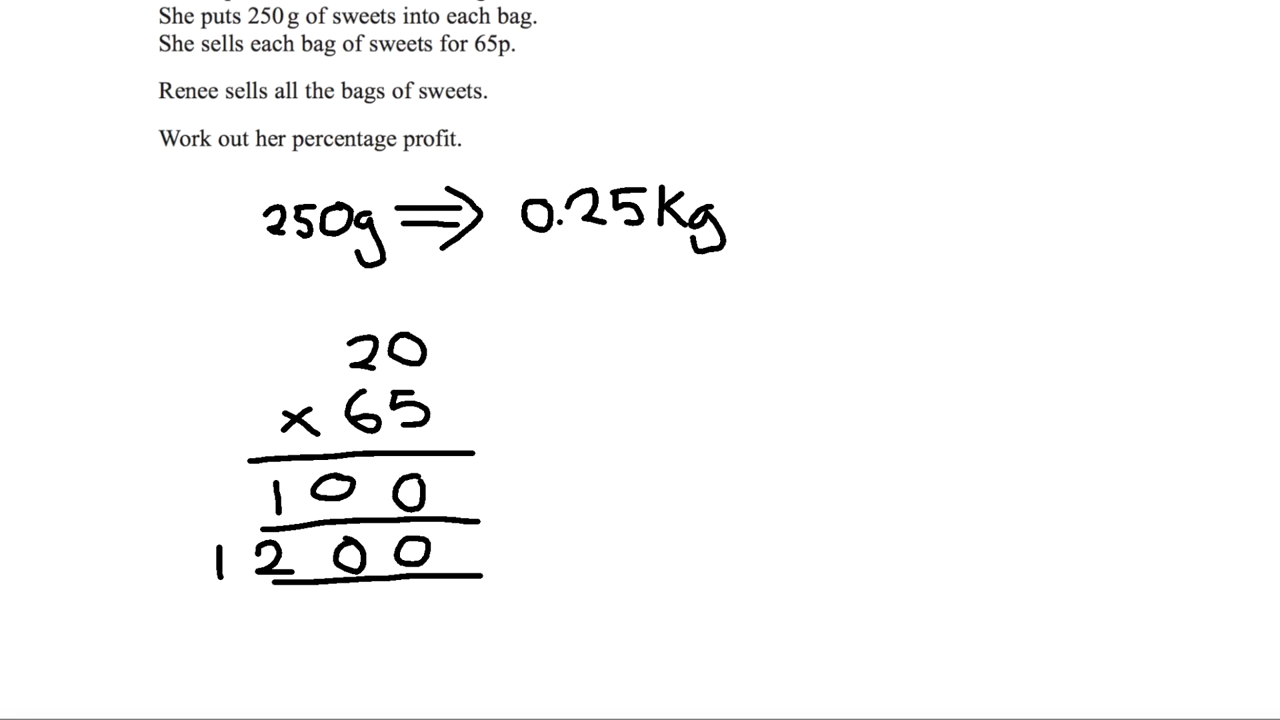 She puts 250 g of sweets into each bag.
She sells each bag of sweets for 65p.
Renee sells all the bags of sweets.
Work out her percentage profit.
250g ⇒ 0.25Kg
20
× 65
100
1200